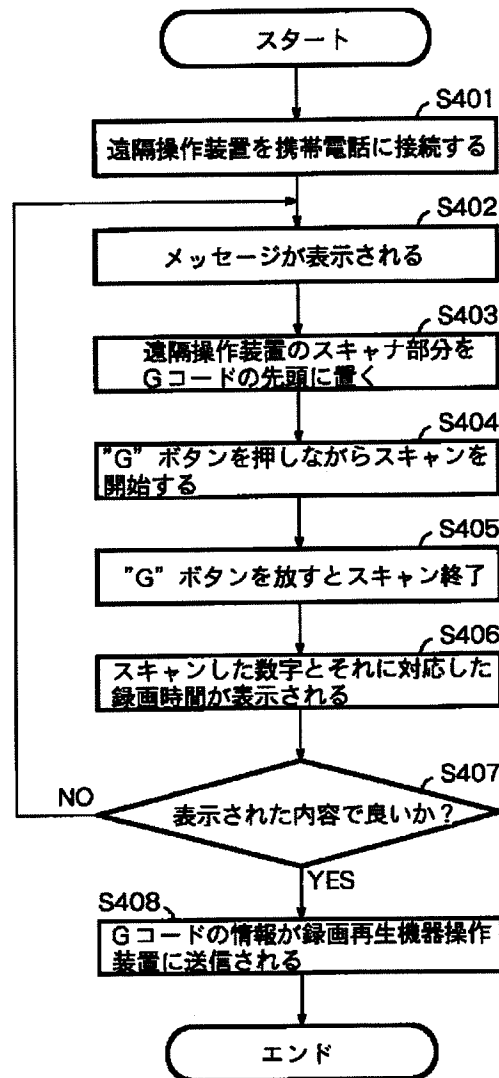 スタート
S401
遠隔操作装置を携帯電話に接続する
S402
メッセージが表示される
S403
遠隔操作装置のスキャナ部分を
Gコードの先頭に置く
S404
"G" ボタンを押しながらスキャンを
開始する
S405
"G" ボタンを放すとスキャン終了
S406
スキャンした数字とそれに対応した
録画時間が表示される
S407
NO
表示された内容で良いか？
YES
S408
Gコードの情報が録画再生機器操作
装置に送信される
エンド